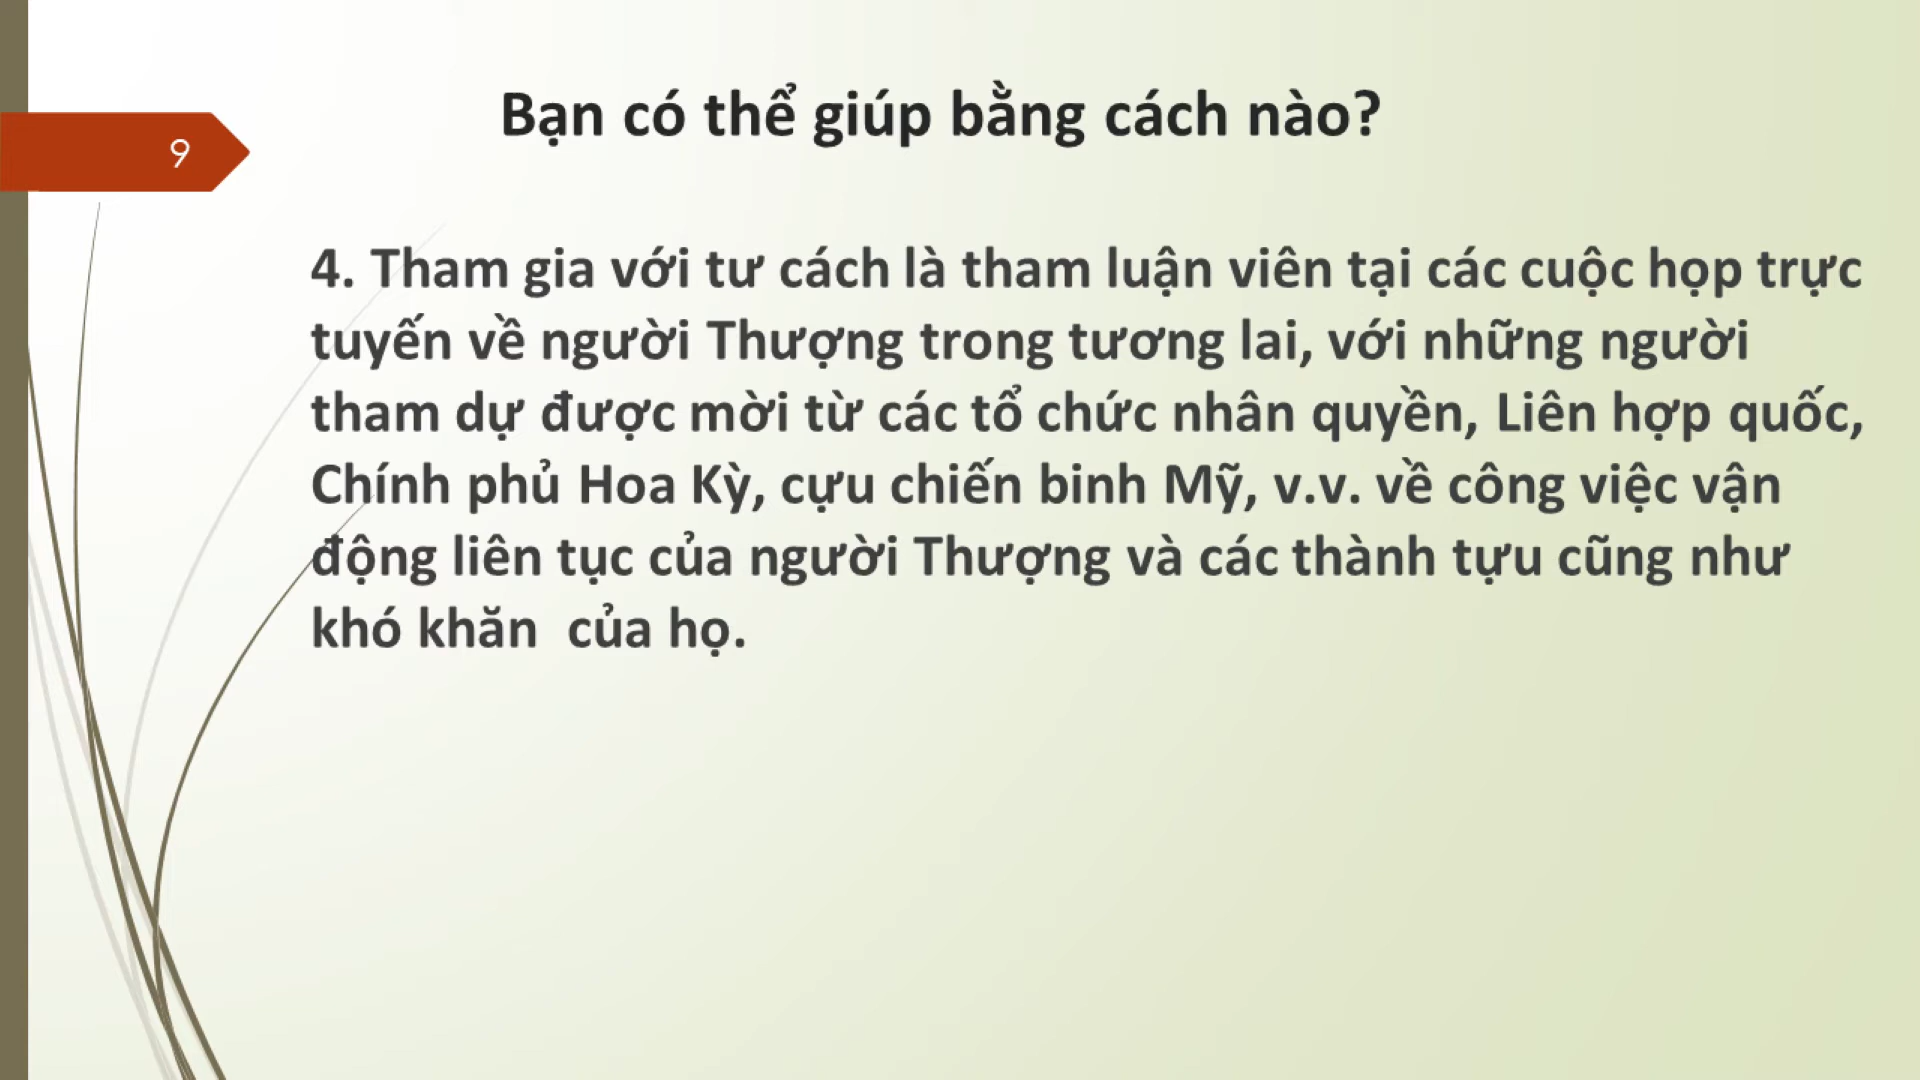 Bạn có thể giúp bằng cách nào?
9
4. Tham gia với tư cách là tham luận viên tại các cuộc họp trực
tuyến về người Thượng trong tương lai, với những người
tham dự được mời từ các tổ chức nhân quyền, Liên hợp quốc,
Chính phủ Hoa Kỳ, cựu chiến binh Mỹ, v.v. về công việc vận
động liên tục của người Thượng và các thành tựu cũng như
khó khăn  của họ.